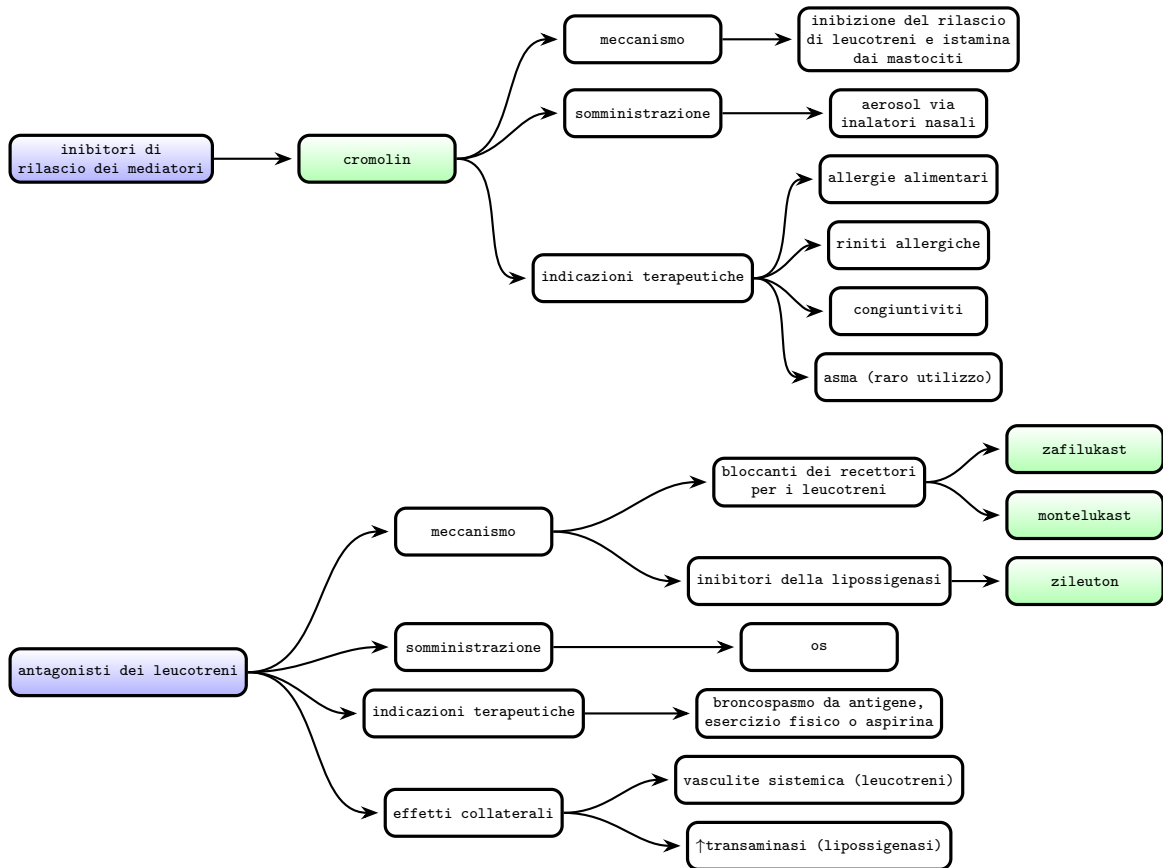 inibitori di
rilascio dei mediatori
cromolin
meccanismo
inibizione del rilascio
di leucotreni e istamina
dai mastociti
somministrazione
aerosol via
inalatori nasali
indicazioni terapeutiche
allergie alimentari
riniti allergiche
congiuntiviti
asma (raro utilizzo)
antagonisti dei leucotreni
meccanismo
bloccanti dei recettori
per i leucotreni
zafilukast
montelukast
inibitori della lipossigenasi
zileuton
somministrazione
os
indicazioni terapeutiche
broncospasmo da antigene,
esercizio fisico o aspirina
effetti collaterali
vasculite sistemica (leucotreni)
↑transaminasi (lipossigenasi)